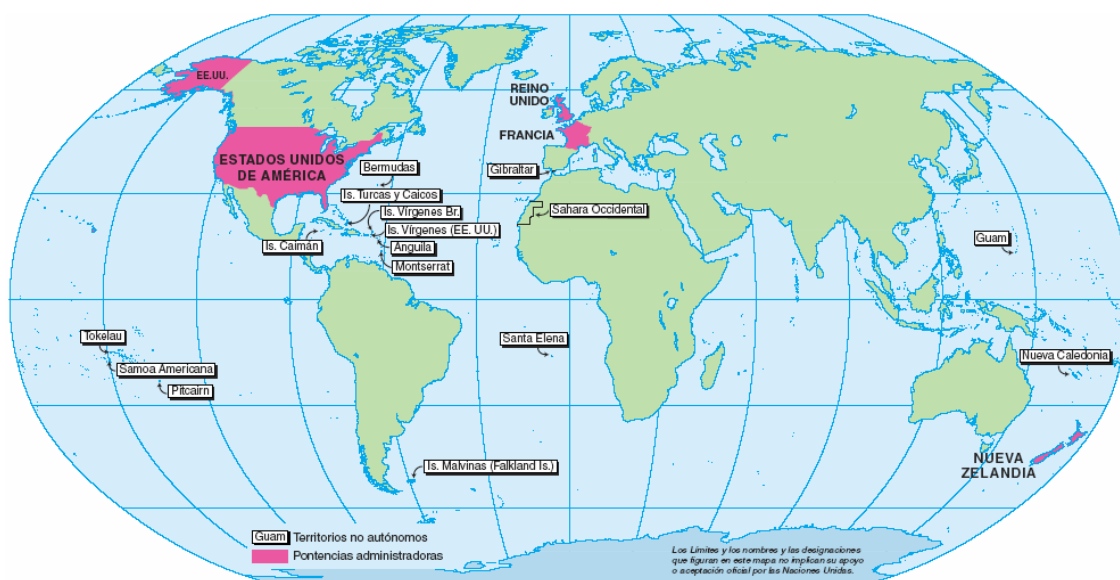 EE.UU.
REINO
UNIDO
FRANCIA
ESTADOS UNIDOS
DE AMÉRICA
Bermudas
Gibraltar
Is. Turcas y Caicos
Is. Vírgenes Br.
Sahara Occidental
Is. Vírgenes (EE. UU.)
Guam
Is. Caimán
Anguila
Montserrat
Tokelau
Santa Elena
Nueva Caledonia
Samoa Americana
Pitcairn
Is. Malvinas (Falkland Is.)
NUEVA
ZELANDIA
Guam Territorios no autónomos
Pontencias administradoras
Los Límites y los nombres y las designaciones
que figuran en este mapa no implican su apoyo
o aceptación oficial por las Naciones Unidas.